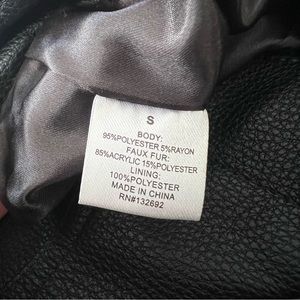 S
BODY:
95%POLYESTER 5%RAYON
FAUX FUR:
85%ACRYLIC 15%POLYESTER
LINING:
100%POLYESTER
MADE IN CHINA
RN#132692